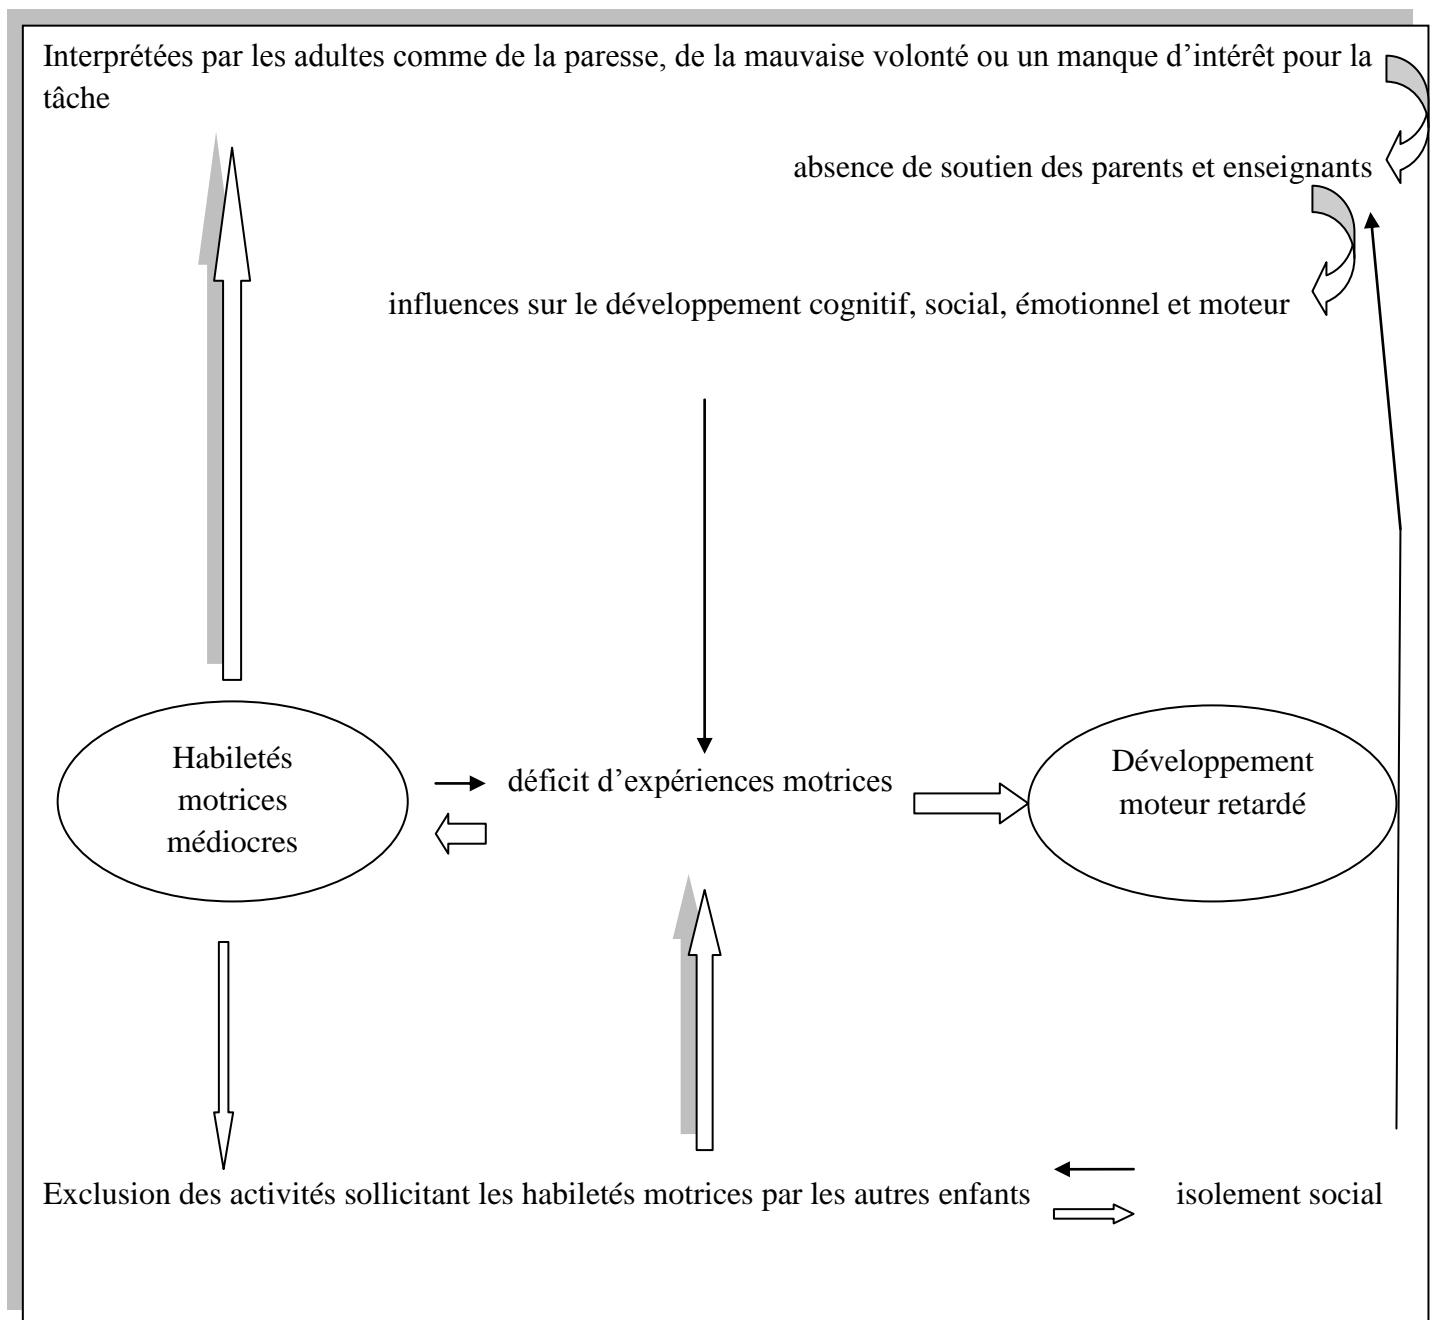 Interprétées par les adultes comme de la paresse, de la mauvaise volonté ou un manque d’intérêt pour la
tâche
absence de soutien des parents et enseignants
influences sur le développement cognitif, social, émotionnel et moteur
Habiletés
motrices
médiocres
déficit d’expériences motrices
Développement
moteur retardé
Exclusion des activités sollicitant les habiletés motrices par les autres enfants
isolement social